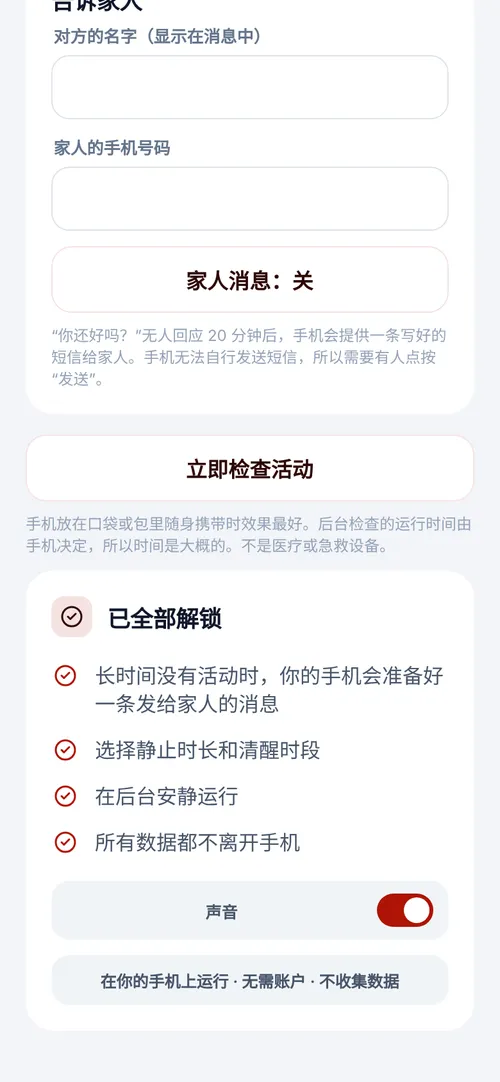 告诉家人
对方的名字（显示在消息中）
家人的手机号码
家人消息：关
“你还好吗？”无人回应 20 分钟后，手机会提供一条写好的
短信给家人。手机无法自行发送短信，所以需要有人点按
“发送”。
立即检查活动
手机放在口袋或包里随身携带时效果最好。后台检查的运行时间由
手机决定，所以时间是大概的。不是医疗或急救设备。
已全部解锁
长时间没有活动时，你的手机会准备好
一条发给家人的消息
选择静止时长和清醒时段
在后台安静运行
所有数据都不离开手机
声音
在你的手机上运行 · 无需账户 · 不收集数据